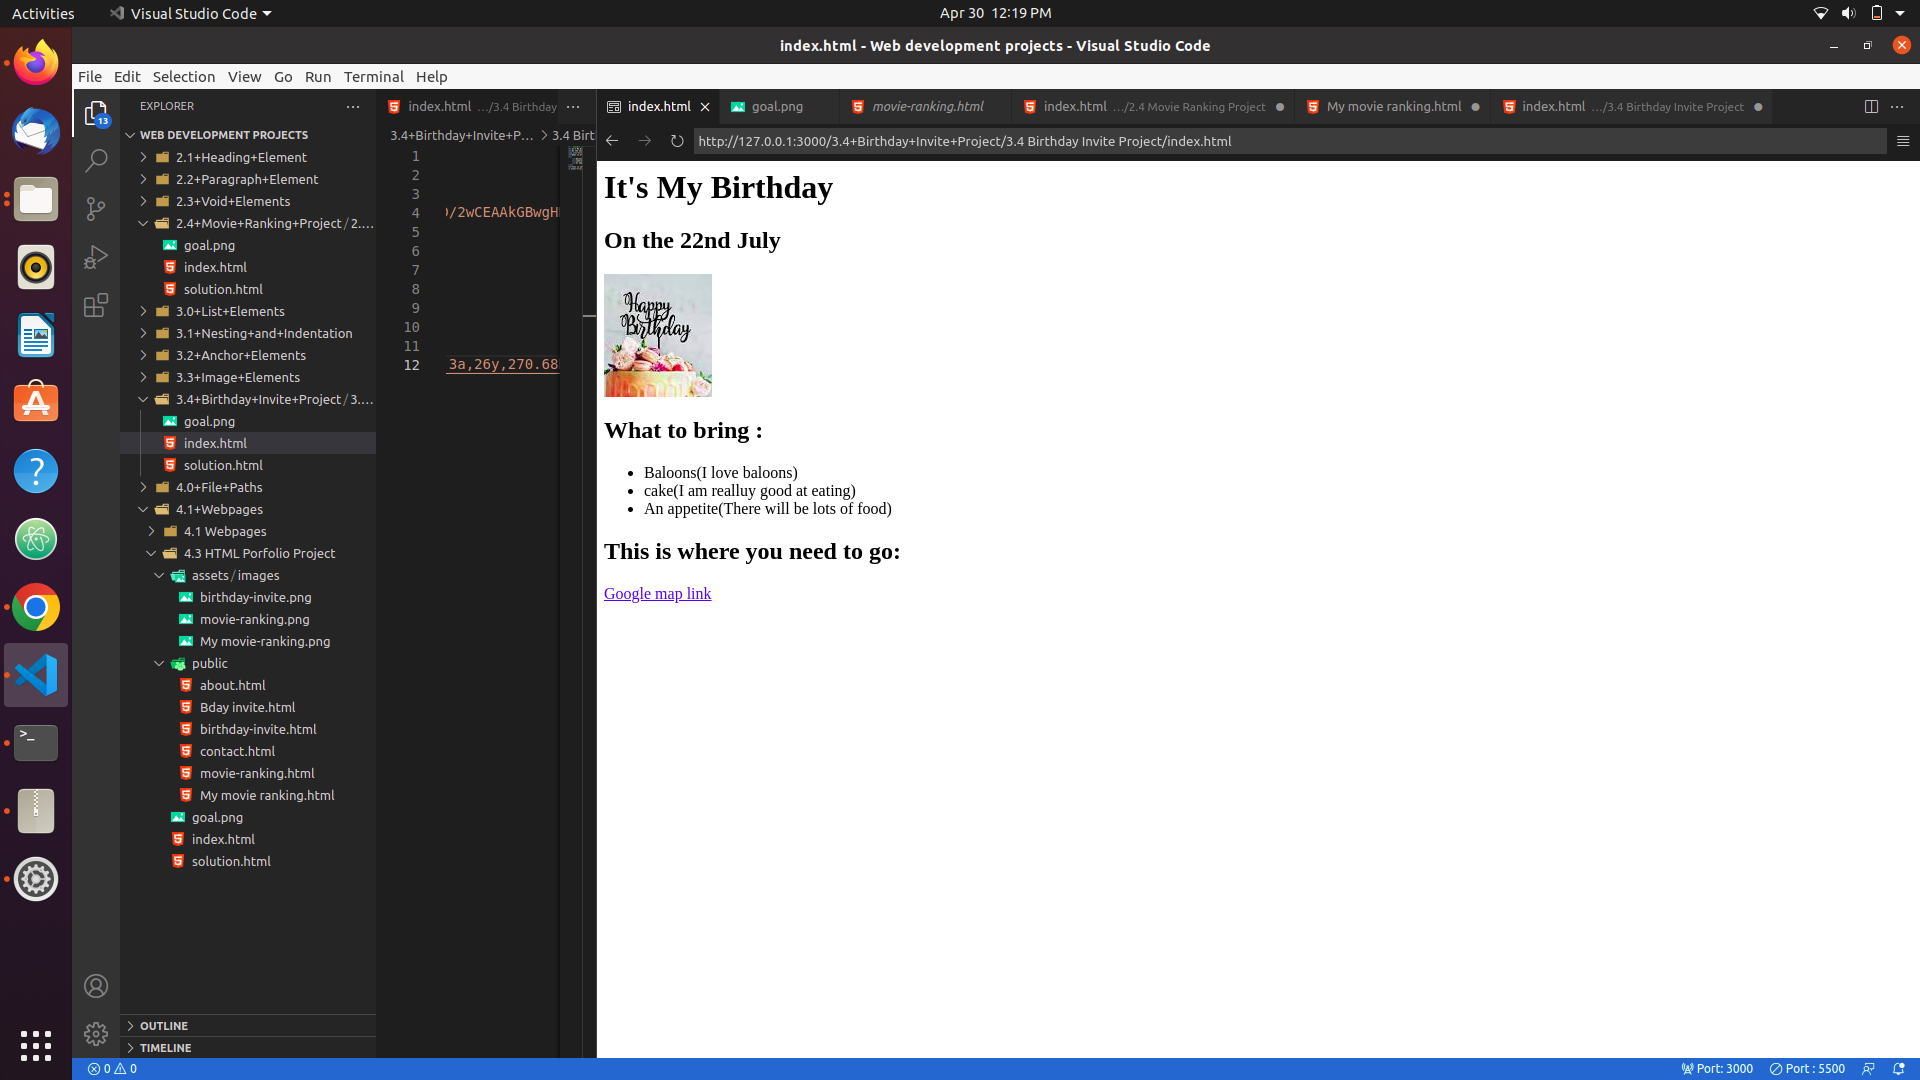 Activities
Visual Studio Code
Apr 30 12:19 PM
index.html - Web development projects - Visual Studio Code
File Edit Selection View Go Run Terminal Help
EXPLORER
13
WEB DEVELOPMENT PROJECTS
2.1+Heading+Element
2.2+Paragraph+Element
2.3+Void+Elements
2.4+Movie+Ranking+Project / 2....
goal.png
index.html
solution.html
3.0+List+Elements
3.1+Nesting+and+Indentation
3.2+Anchor+Elements
3.3+Image+Elements
3.4+Birthday+Invite+Project / 3....
goal.png
index.html
solution.html
4.0+File+Paths
4.1+Webpages
4.1 Webpages
4.3 HTML Porfolio Project
assets / images
birthday-invite.png
movie-ranking.png
My movie-ranking.png
public
about.html
Bday invite.html
birthday-invite.html
contact.html
movie-ranking.html
My movie ranking.html
goal.png
index.html
solution.html
OUTLINE
TIMELINE
index.html .../3.4 Birthday
3.4+Birthday+Invite+P... > 3.4 Birt
1
2
3
4 /2wCEAAkGBwgH
5
6
7
8
9
10
11
12 3a,26y,270.68
index.html
goal.png
movie-ranking.html
index.html .../2.4 Movie Ranking Project
My movie ranking.html
index.html .../3.4 Birthday Invite Project
http://127.0.0.1:3000/3.4+Birthday+Invite+Project/3.4 Birthday Invite Project/index.html
It's My Birthday
On the 22nd July
Happy
Birthday
What to bring :
Baloons(I love baloons)
cake(I am realluy good at eating)
An appetite(There will be lots of food)
This is where you need to go:
Google map link
0 0
Port: 3000
Port : 5500